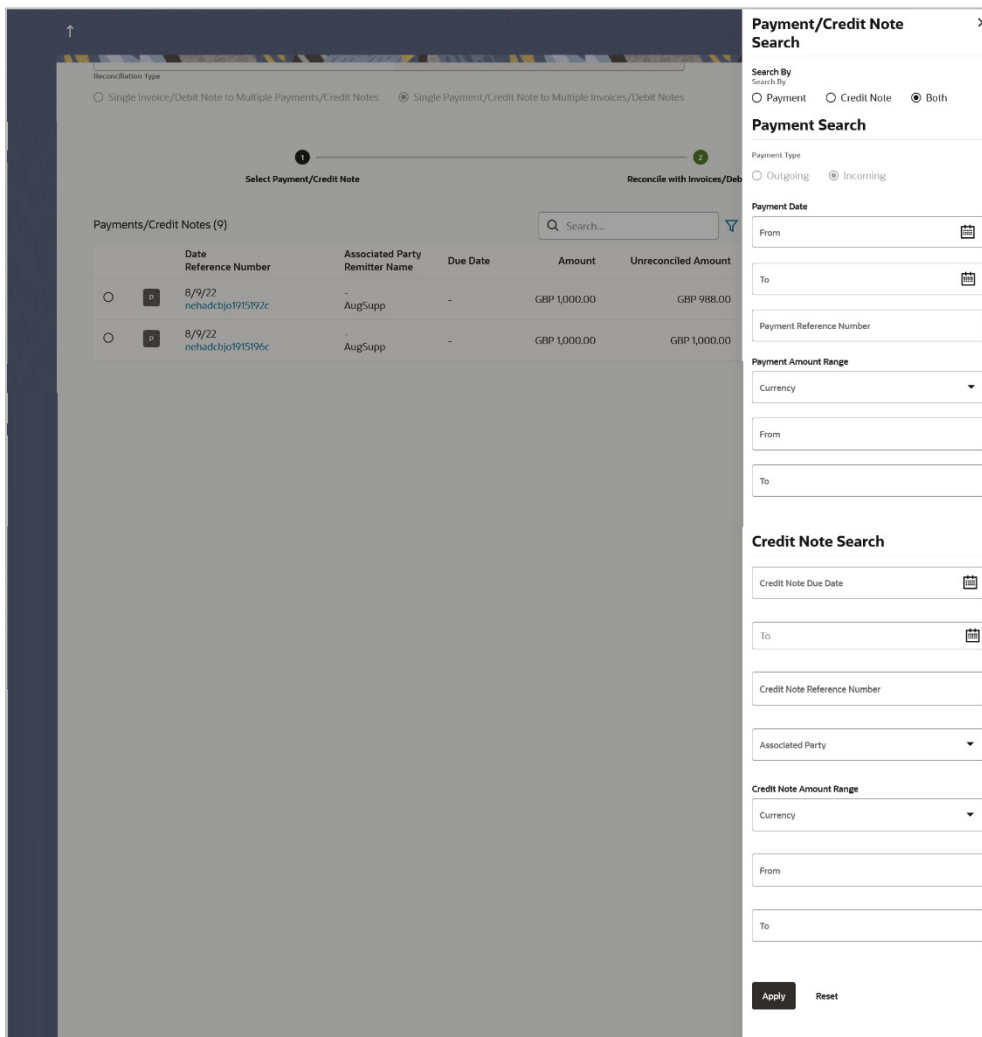 ↑
Reconciliation Type
Single Invoice/Debit Note to Multiple Payments/Credit Notes Single Payment/Credit Note to Multiple Invoices/Debit Notes
1
2
Select Payment/Credit Note
Reconcile with Invoices/Deb
Payments/Credit Notes (9)
Search...
Date
Reference Number
Associated Party
Remitter Name
Due Date
Amount
Unreconciled Amount
P
8/9/22
nehadcbjo1915192c
-
AugSupp
-
GBP 1,000.00
GBP 988.00
P
8/9/22
nehadcbjo1915196c
-
AugSupp
-
GBP 1,000.00
GBP 1,000.00
Payment/Credit Note
Search
Search By
Search By
Payment Credit Note Both
Payment Search
Payment Type
Outgoing Incoming
Payment Date
From
To
Payment Reference Number
Payment Amount Range
Currency
From
To
Credit Note Search
Credit Note Due Date
To
Credit Note Reference Number
Associated Party
Credit Note Amount Range
Currency
From
To
Apply Reset